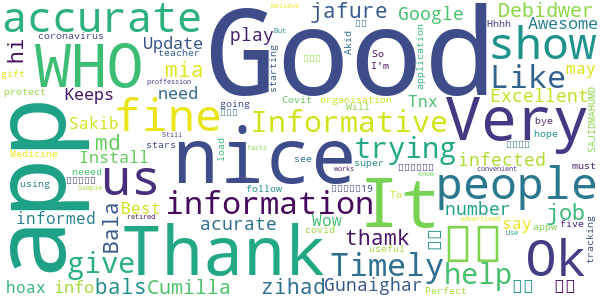 accurate
WHO
Good
jafure
Google
Debidwer
hi
coronavirus
Update
play
Awesome
Hhhh
believe
But
So
I'm
Akid
show
teacher
mia
Like
may
gift
protect
Keeps
need
starting
application
Excellent
proffession
app
fine
Covit
organisation
Tnx
Will
Very
Sakib
going
Informative
trying
bye
hope
SAJIDMAHUMD
Medicine
md
Install
stars
load
see
super
infected
must
Still
us
nice
facts
It
people
using
neeed
Simple
information
19
works
To
know
convenient
informed
Best
retired
follow
Wow
number
job
five
Bala
acurate
thamk
covid
useful
say
appw
advertised
Use
tracking
Thank
give
Timely
help
Ok
hoax
info
bals
Cumilla
zihad
Gunaighar
Perfect